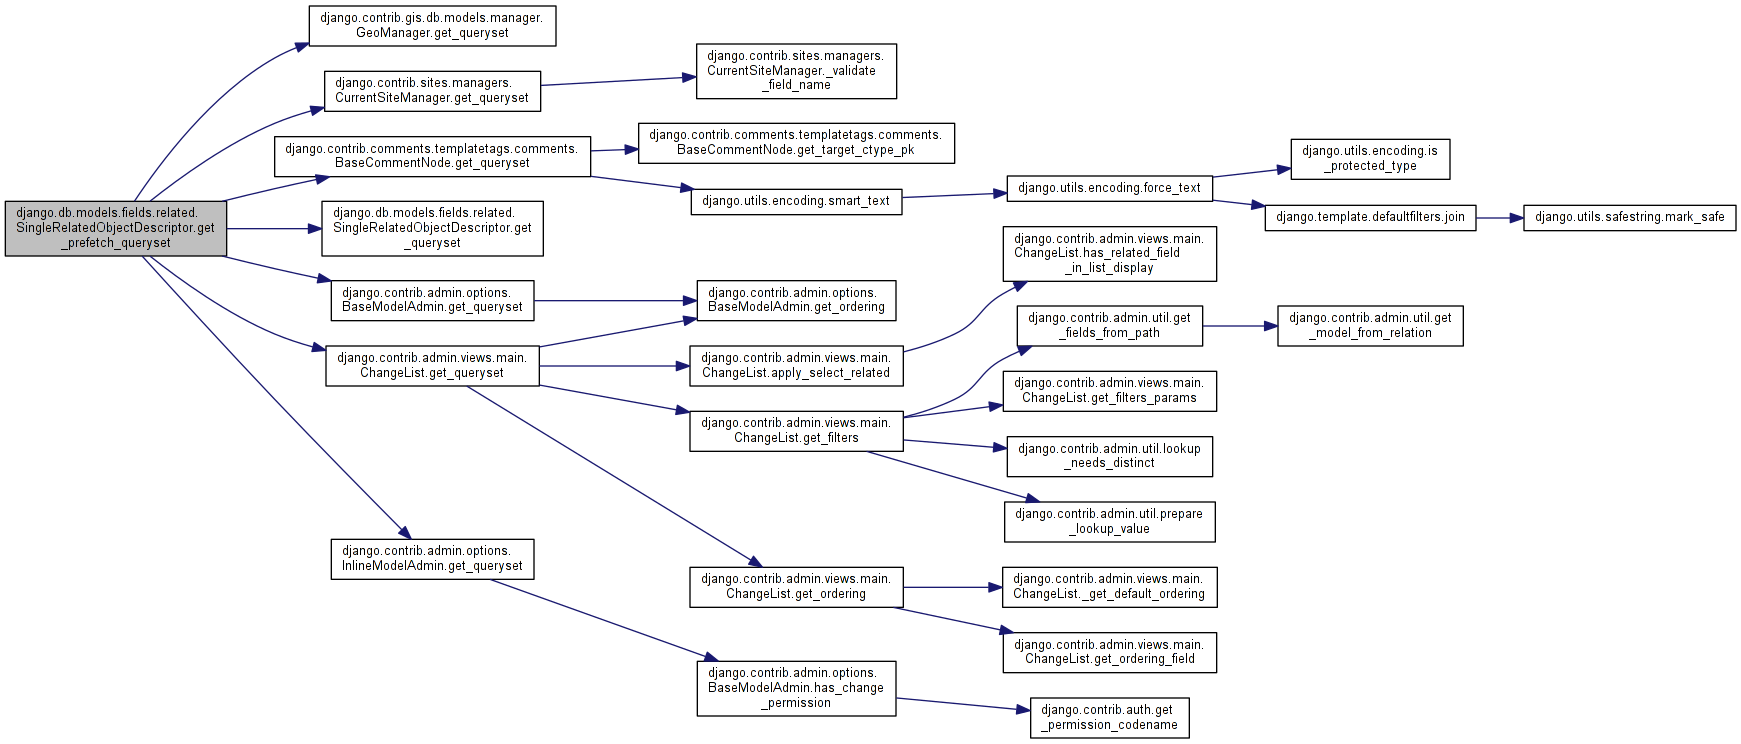 django.contrib.gis.db.models.manager.
GeoManager.get_queryset
django.contrib.sites.managers.
CurrentSiteManager._validate
_field_name
django.contrib.sites.managers.
CurrentSiteManager.get_queryset
django.contrib.comments.templatetags.comments.
BaseCommentNode.get_target_ctype_pk
django.contrib.comments.templatetags.comments.
BaseCommentNode.get_queryset
django.utils.encoding.is
_protected_type
django.utils.encoding.force_text
django.utils.encoding.smart_text
django.template.defaultfilters.join
django.utils.safestring.mark_safe
django.db.models.fields.related.
SingleRelatedObjectDescriptor.get
_prefetch_queryset
django.db.models.fields.related.
SingleRelatedObjectDescriptor.get
_queryset
django.contrib.admin.views.main.
ChangeList.has_related_field
_in_list_display
django.contrib.admin.options.
BaseModelAdmin.get_queryset
django.contrib.admin.options.
BaseModelAdmin.get_ordering
django.contrib.admin.util.get
_fields_from_path
django.contrib.admin.util.get
_model_from_relation
django.contrib.admin.views.main.
ChangeList.get_queryset
django.contrib.admin.views.main.
ChangeList.apply_select_related
django.contrib.admin.views.main.
ChangeList.get_filters_params
django.contrib.admin.views.main.
ChangeList.get_filters
django.contrib.admin.util.lookup
_needs_distinct
django.contrib.admin.util.prepare
_lookup_value
django.contrib.admin.options.
InlineModelAdmin.get_queryset
django.contrib.admin.views.main.
ChangeList.get_ordering
django.contrib.admin.views.main.
ChangeList._get_default_ordering
django.contrib.admin.views.main.
ChangeList.get_ordering_field
django.contrib.admin.options.
BaseModelAdmin.has_change
_permission
django.contrib.auth.get
_permission_codename